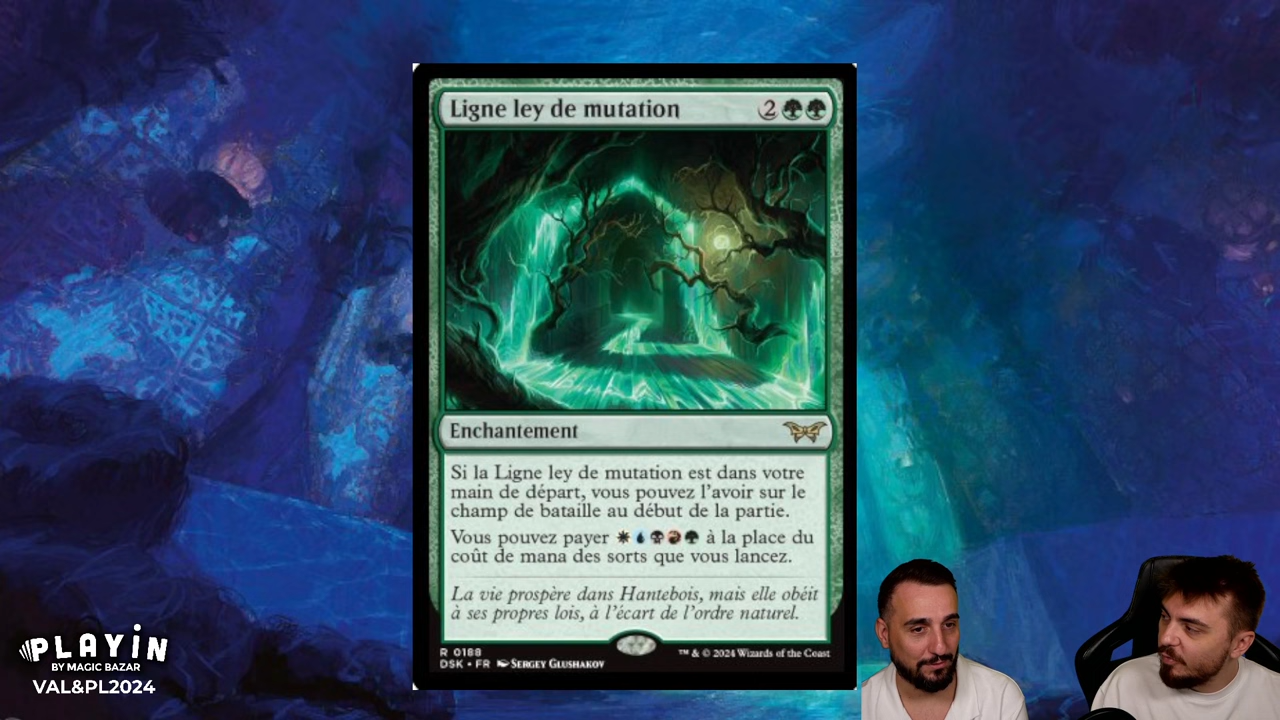 Ligne ley de mutation 2
Enchantement
Si la Ligne ley de mutation est dans votre
main de départ, vous pouvez l'avoir sur le
champ de bataille au début de la partie.
Vous pouvez payer à la place du
coût de mana des sorts que vous lancez.
La vie prospère dans Hantebois, mais elle obéit
à ses propres lois, à l'écart de l'ordre naturel.
R 0188
DSK • FR Sergey Glushakov
™ & © 2024 Wizards of the Coast
PLAYIN
BY MAGIC BAZAR
VAL&PL2024